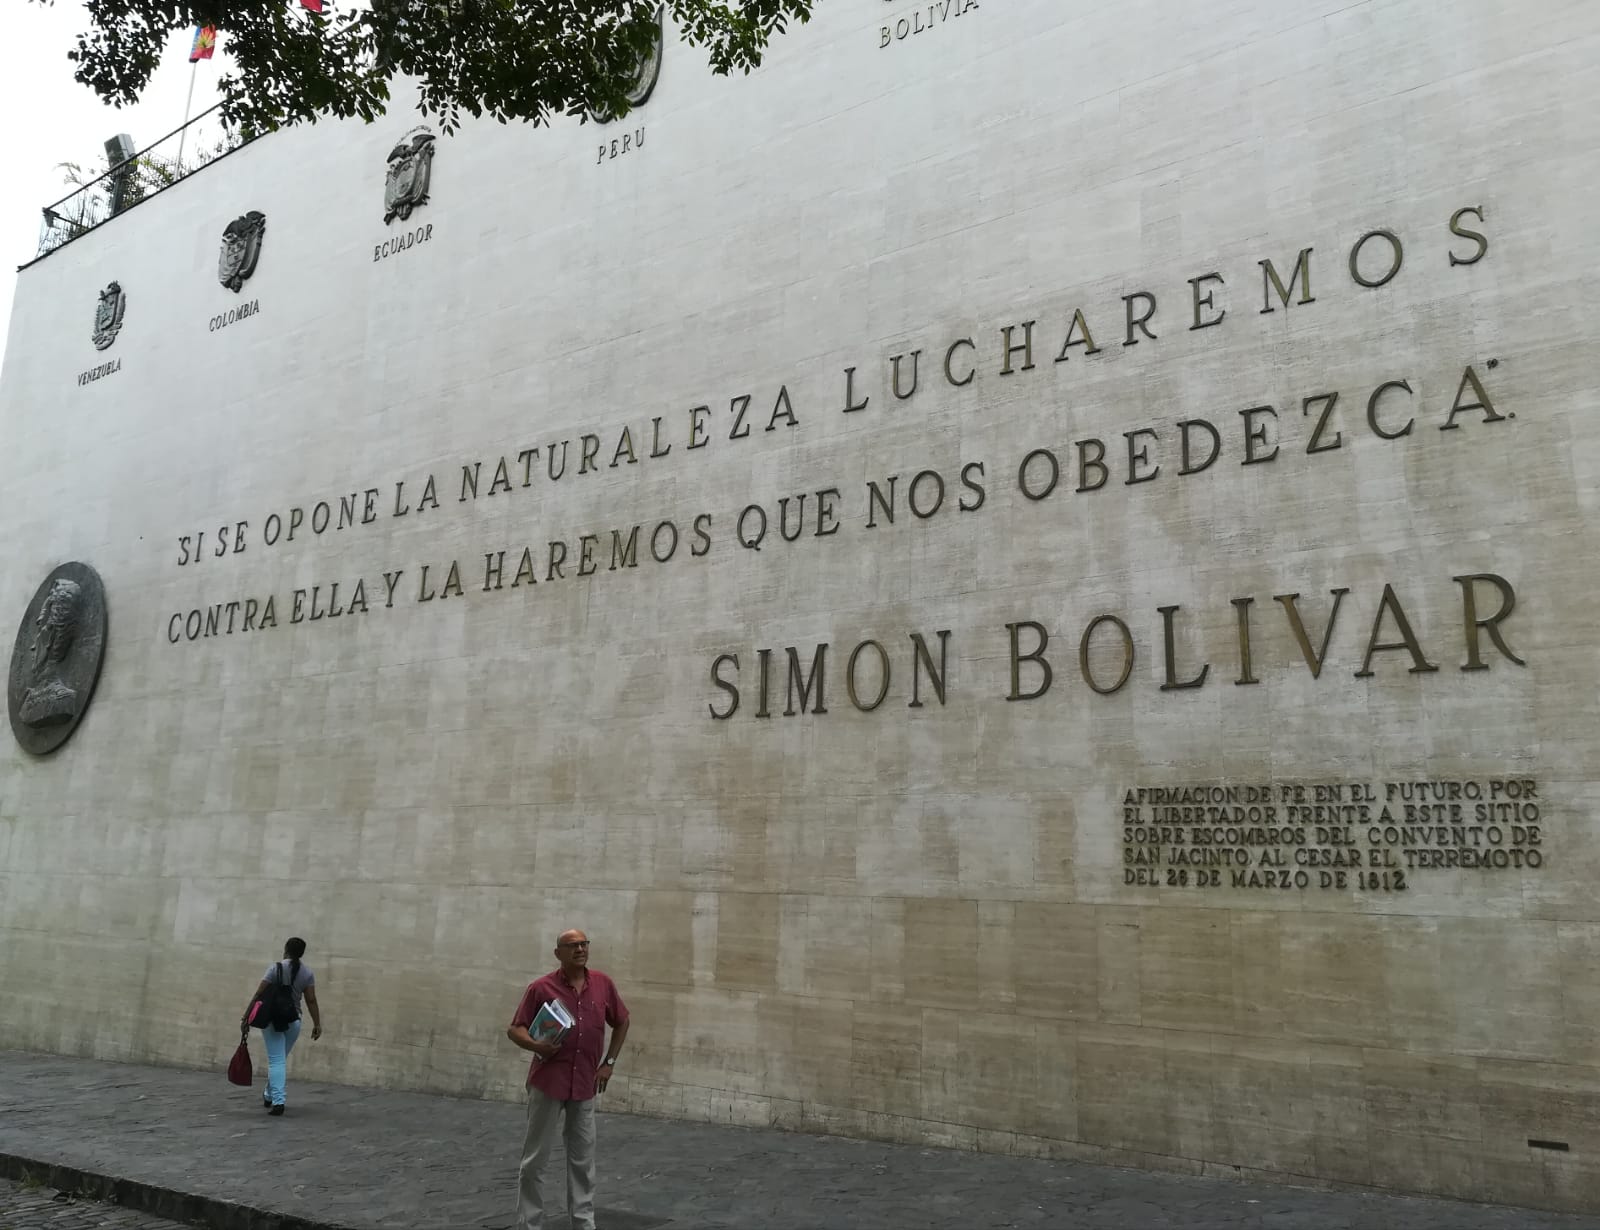 BOLIVIA
PERU
ECUADOR
COLOMBIA
VENEZUELA
"SI SE OPONE LA NATURALEZA LUCHAREMOS
CONTRA ELLA Y LA HAREMOS QUE NOS OBEDEZCA".
SIMON BOLIVAR
AFIRMACION DE FE EN EL FUTURO, POR
EL LIBERTADOR, FRENTE A ESTE SITIO
SOBRE ESCOMBROS DEL CONVENTO DE
SAN JACINTO, AL CESAR EL TERREMOTO
DEL 26 DE MARZO DE 1812.